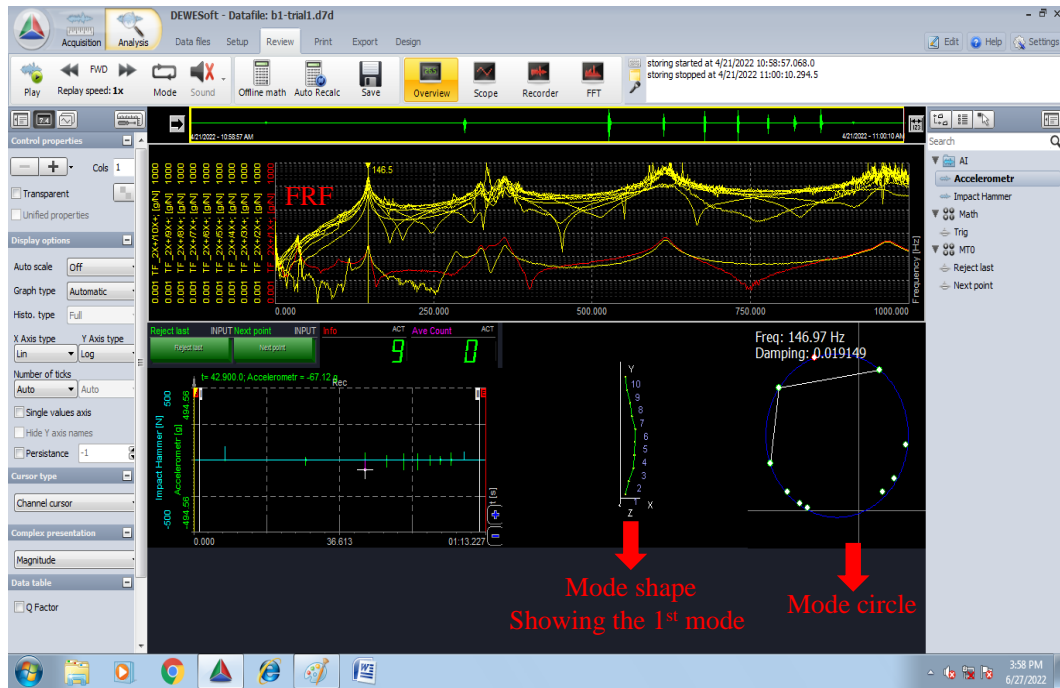 DEWESoft - Datafile: b1-trial1.d7d
Acquisition Analysis Data files Setup Review Print Export Design
Edit Help Settings
Play Replay speed: 1x FWD Mode Sound Offline math Auto Recalc Save Overview Scope Recorder FFT
storing started at 4/21/2022 10:58:57.068.0
storing stopped at 4/21/2022 11:00:10.294.5
Control properties
Cols 1
Transparent
Unified properties
Display options
Auto scale Off
Graph type Automatic
Histo. type Full
X Axis type Y Axis type
Lin Log
Number of ticks
Auto Auto
Single values axis
Hide Y axis names
Persistance -1
Cursor type
Channel cursor
Complex presentation
Magnitude
Data table
Q Factor
4/21/2022 - 10:58:57 AM
4/21/2022 - 11:00:10 AM
FRF
146.5
Frequency [Hz]
0.000 250.000 500.000 750.000 1000.000
Reject last INPUT Next point INPUT Info ACT Ave Count ACT
Reject last Next point 9 0
t= 42.900.0; Accelerometr = -67.12 g
Rec
Impact Hammer [N]
-500 500
Accelerometr [g]
-494.56 494.56
t [s]
0.000 36.613 01:13.227
Y
10
9
8
7
6
5
4
3
2
1
X
Z
Freq: 146.97 Hz
Damping: 0.019149
Mode shape
Showing the 1st mode
Mode circle
Search
AI
Accelerometr
Impact Hammer
Math
Trig
MT0
Reject last
Next point
3:58 PM
6/27/2022